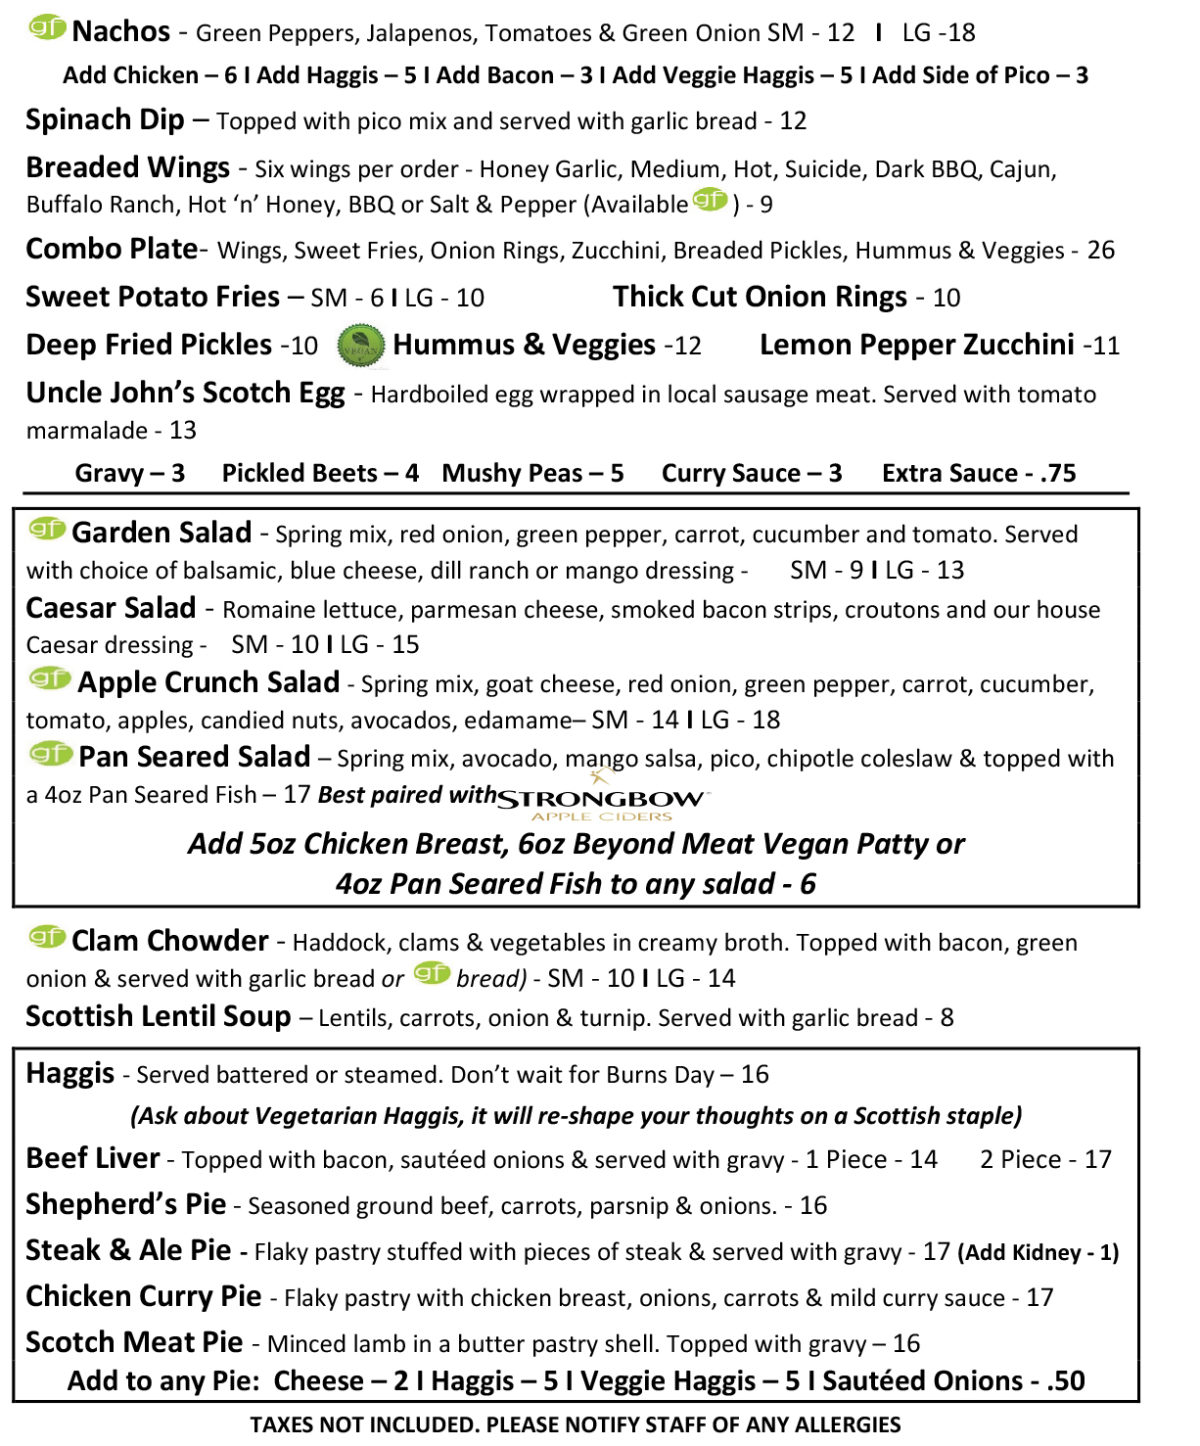 gf Nachos - Green Peppers, Jalapenos, Tomatoes & Green Onion SM - 12 I LG -18
Add Chicken – 6 I Add Haggis – 5 I Add Bacon – 3 I Add Veggie Haggis – 5 I Add Side of Pico – 3
Spinach Dip – Topped with pico mix and served with garlic bread - 12
Breaded Wings - Six wings per order - Honey Garlic, Medium, Hot, Suicide, Dark BBQ, Cajun,
Buffalo Ranch, Hot ‘n’ Honey, BBQ or Salt & Pepper (Available gf ) - 9
Combo Plate- Wings, Sweet Fries, Onion Rings, Zucchini, Breaded Pickles, Hummus & Veggies - 26
Sweet Potato Fries – SM - 6 I LG - 10 Thick Cut Onion Rings - 10
Deep Fried Pickles -10 VEGAN Hummus & Veggies -12 Lemon Pepper Zucchini -11
Uncle John’s Scotch Egg - Hardboiled egg wrapped in local sausage meat. Served with tomato
marmalade - 13
Gravy – 3 Pickled Beets – 4 Mushy Peas – 5 Curry Sauce – 3 Extra Sauce - .75
gf Garden Salad - Spring mix, red onion, green pepper, carrot, cucumber and tomato. Served
with choice of balsamic, blue cheese, dill ranch or mango dressing - SM - 9 I LG - 13
Caesar Salad - Romaine lettuce, parmesan cheese, smoked bacon strips, croutons and our house
Caesar dressing - SM - 10 I LG - 15
gf Apple Crunch Salad - Spring mix, goat cheese, red onion, green pepper, carrot, cucumber,
tomato, apples, candied nuts, avocados, edamame– SM - 14 I LG - 18
gf Pan Seared Salad – Spring mix, avocado, mango salsa, pico, chipotle coleslaw & topped with
a 4oz Pan Seared Fish – 17 Best paired with STRONGBOW
APPLE CIDERS
Add 5oz Chicken Breast, 6oz Beyond Meat Vegan Patty or
4oz Pan Seared Fish to any salad - 6
gf Clam Chowder - Haddock, clams & vegetables in creamy broth. Topped with bacon, green
onion & served with garlic bread or gf bread) - SM - 10 I LG - 14
Scottish Lentil Soup – Lentils, carrots, onion & turnip. Served with garlic bread - 8
Haggis - Served battered or steamed. Don’t wait for Burns Day – 16
(Ask about Vegetarian Haggis, it will re-shape your thoughts on a Scottish staple)
Beef Liver - Topped with bacon, sautéed onions & served with gravy - 1 Piece - 14 2 Piece - 17
Shepherd’s Pie - Seasoned ground beef, carrots, parsnip & onions. - 16
Steak & Ale Pie - Flaky pastry stuffed with pieces of steak & served with gravy - 17 (Add Kidney - 1)
Chicken Curry Pie - Flaky pastry with chicken breast, onions, carrots & mild curry sauce - 17
Scotch Meat Pie - Minced lamb in a butter pastry shell. Topped with gravy – 16
Add to any Pie: Cheese – 2 I Haggis – 5 I Veggie Haggis – 5 I Sautéed Onions - .50
TAXES NOT INCLUDED. PLEASE NOTIFY STAFF OF ANY ALLERGIES